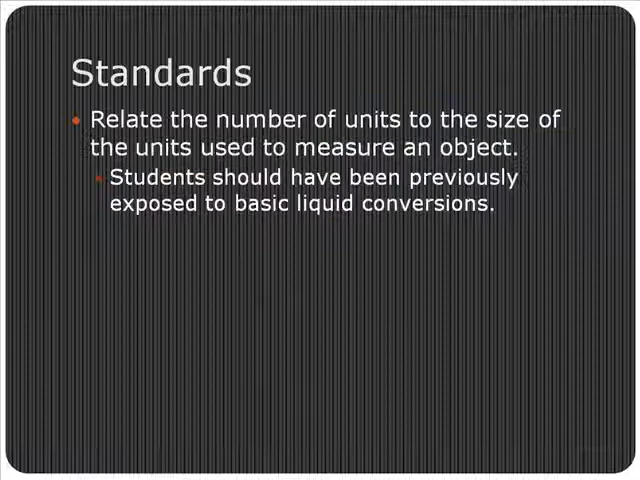 Standards
Relate the number of units to the size of
the units used to measure an object.
Students should have been previously
exposed to basic liquid conversions.